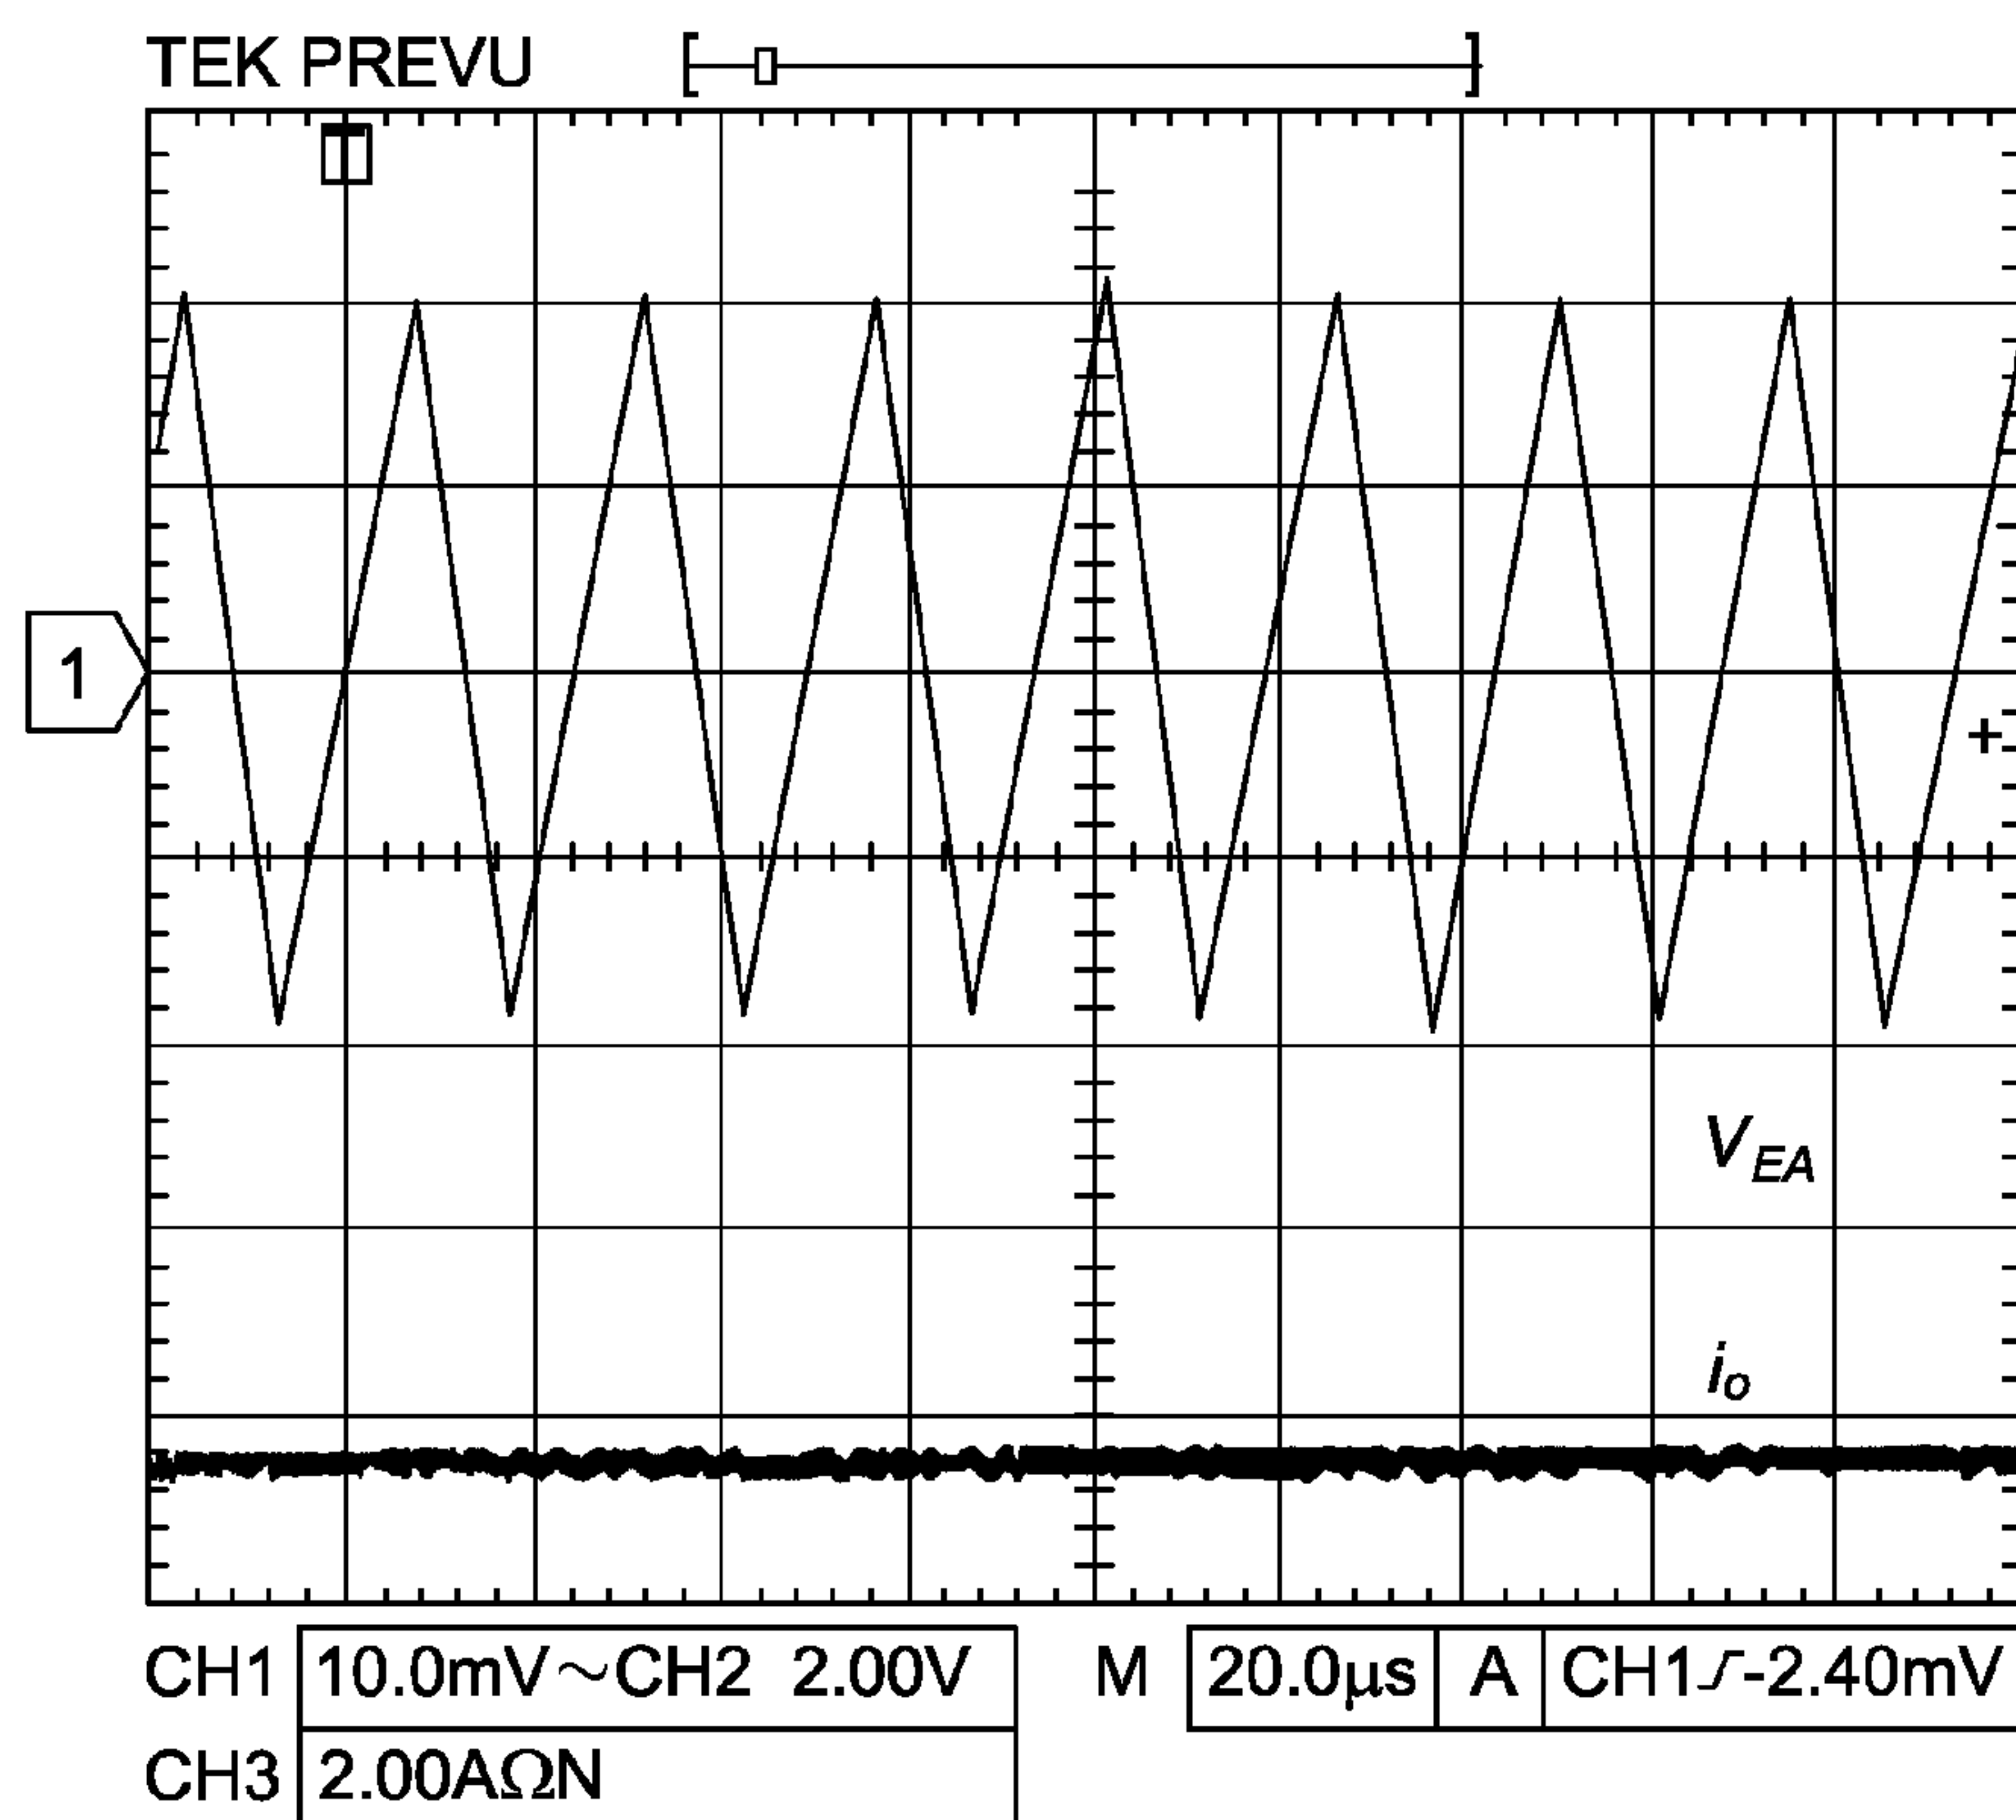 TEK PREVU
T
1
+
V_EA
i_o
CH1 10.0mV～CH2 2.00V M 20.0µs A CH1⎍-2.40mV
CH3 2.00AΩN